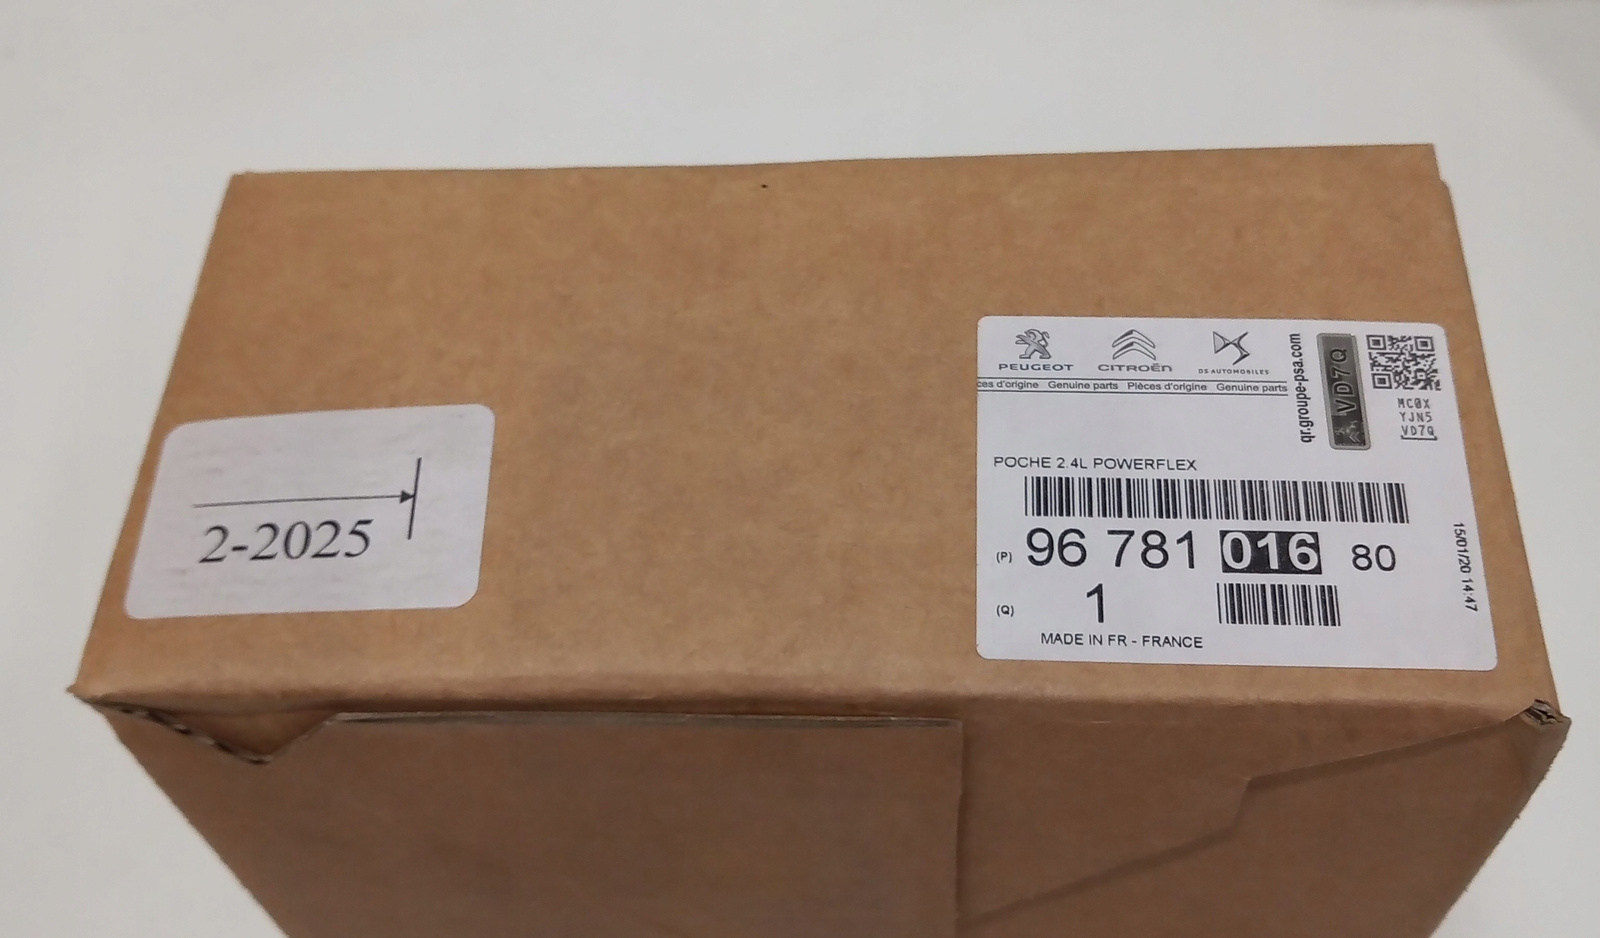 2-2025
PEUGEOT CITROËN DS AUTOMOBILES
ces d'origine Genuine parts Pièces d'origine Genuine parts
qr.groupe-psa.com
VD7Q
MC0X
YJN5
VD7Q
POCHE 2.4L POWERFLEX
(P) 96 781 016 80
(Q) 1
MADE IN FR - FRANCE
15/01/20 14:47